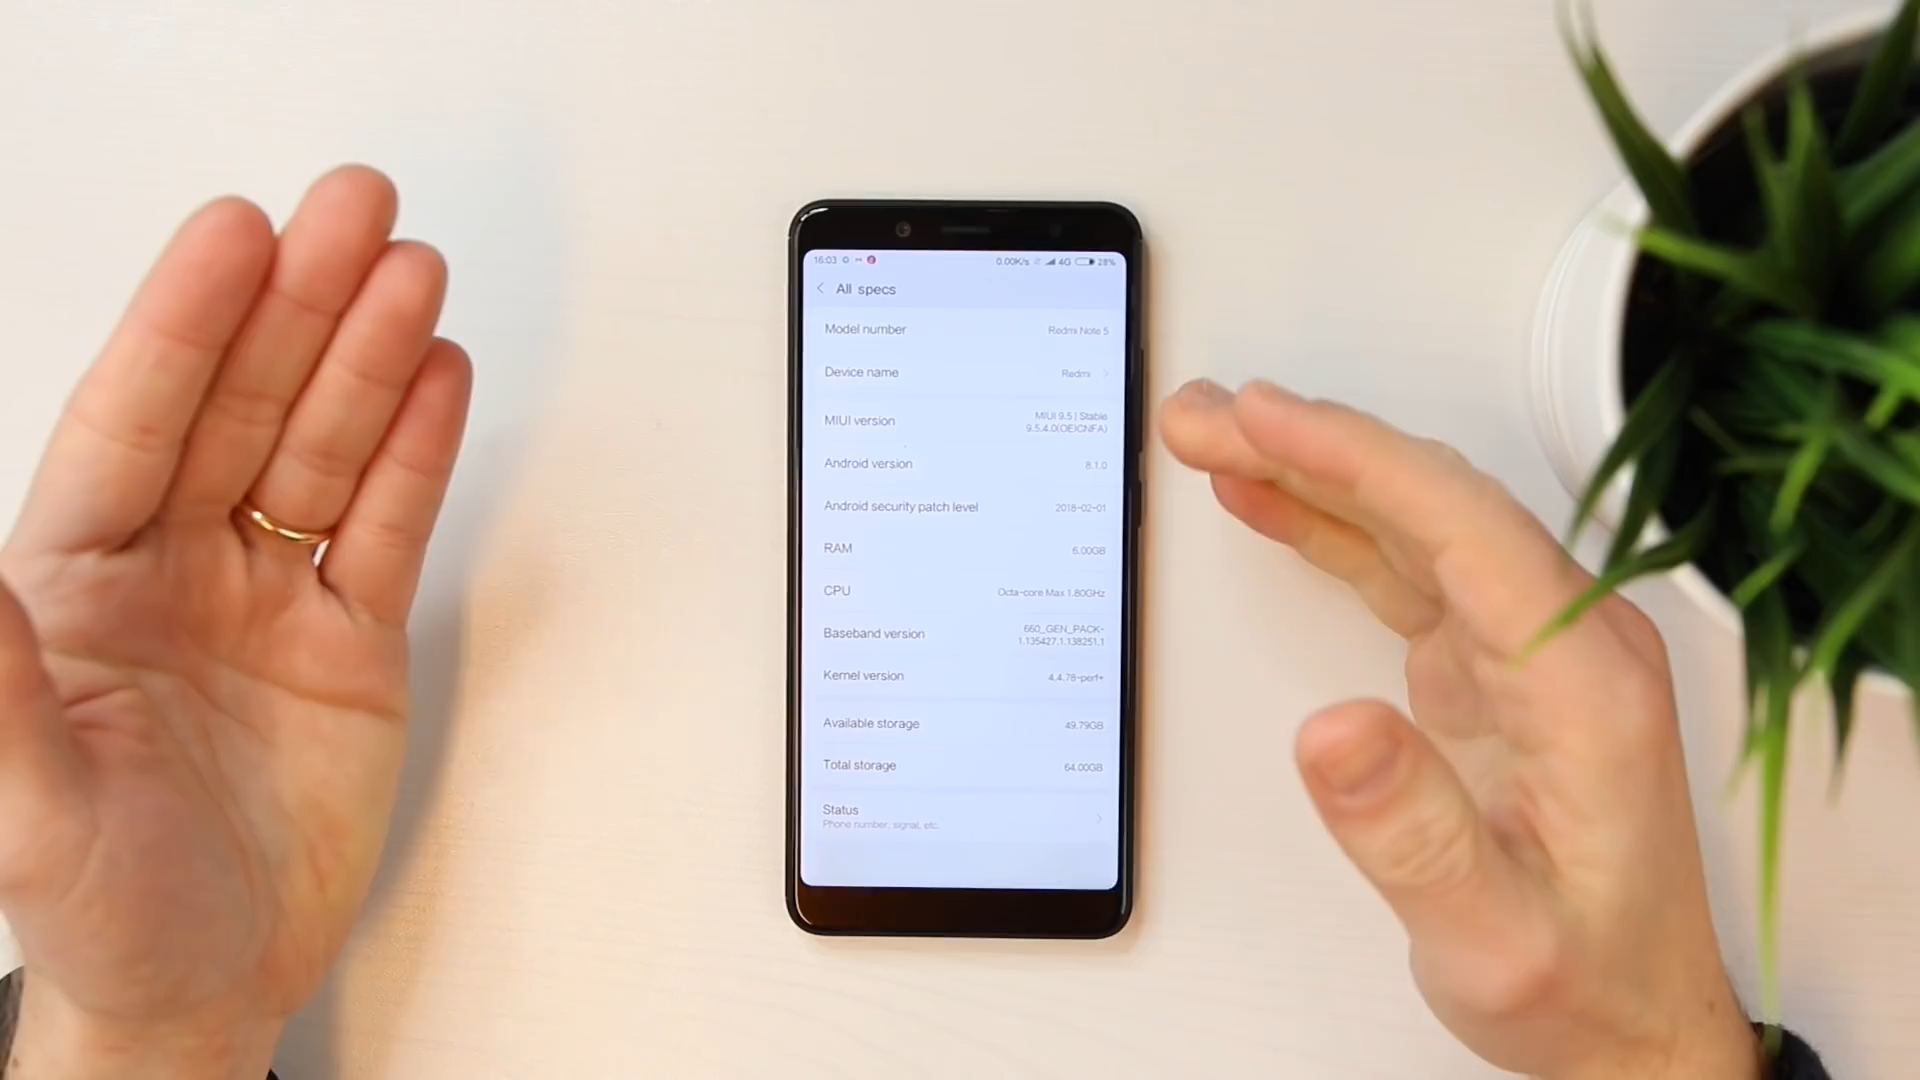 16:03 0.00K/s 4G 28%
All specs
Model number Redmi Note 5
Device name Redmi
MIUI version MIUI 9.5 | Stable
9.5.4.0(OEICNFA)
Android version 8.1.0
Android security patch level 2018-02-01
RAM 6.00GB
CPU Octa-core Max 1.80GHz
Baseband version 660_GEN_PACK-
1.135427.1.138251.1
Kernel version 4.4.78-perf+
Available storage 49.79GB
Total storage 64.00GB
Status
Phone number, signal, etc.